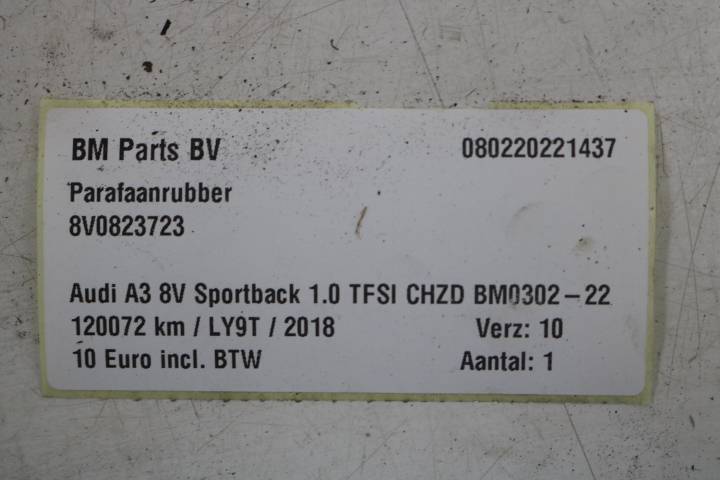 BM Parts BV 080220221437
Parafaanrubber
8V0823723
Audi A3 8V Sportback 1.0 TFSI CHZD BM0302-22
120072 km / LY9T / 2018 Verz: 10
10 Euro incl. BTW Aantal: 1